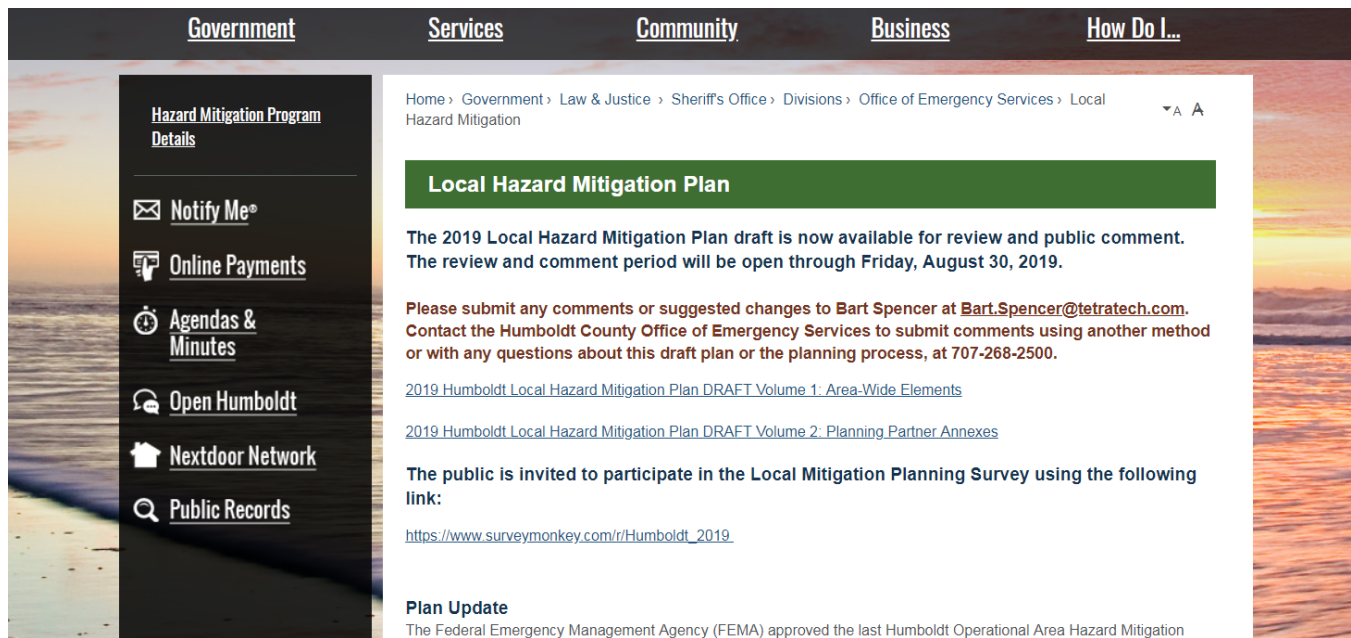 Government Services Community Business How Do I...
Hazard Mitigation Program
Details
Notify Me®
Online Payments
Agendas &
Minutes
Open Humboldt
Nextdoor Network
Public Records
Home › Government › Law & Justice › Sheriff's Office › Divisions › Office of Emergency Services › Local
Hazard Mitigation
A A
Local Hazard Mitigation Plan
The 2019 Local Hazard Mitigation Plan draft is now available for review and public comment.
The review and comment period will be open through Friday, August 30, 2019.
Please submit any comments or suggested changes to Bart Spencer at Bart.Spencer@tetratech.com.
Contact the Humboldt County Office of Emergency Services to submit comments using another method
or with any questions about this draft plan or the planning process, at 707-268-2500.
2019 Humboldt Local Hazard Mitigation Plan DRAFT Volume 1: Area-Wide Elements
2019 Humboldt Local Hazard Mitigation Plan DRAFT Volume 2: Planning Partner Annexes
The public is invited to participate in the Local Mitigation Planning Survey using the following
link:
https://www.surveymonkey.com/r/Humboldt_2019
Plan Update
The Federal Emergency Management Agency (FEMA) approved the last Humboldt Operational Area Hazard Mitigation